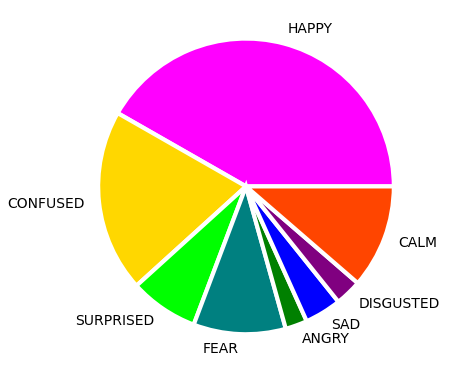 HAPPY
CONFUSED
CALM
DISGUSTED
SURPRISED
SAD
ANGRY
FEAR